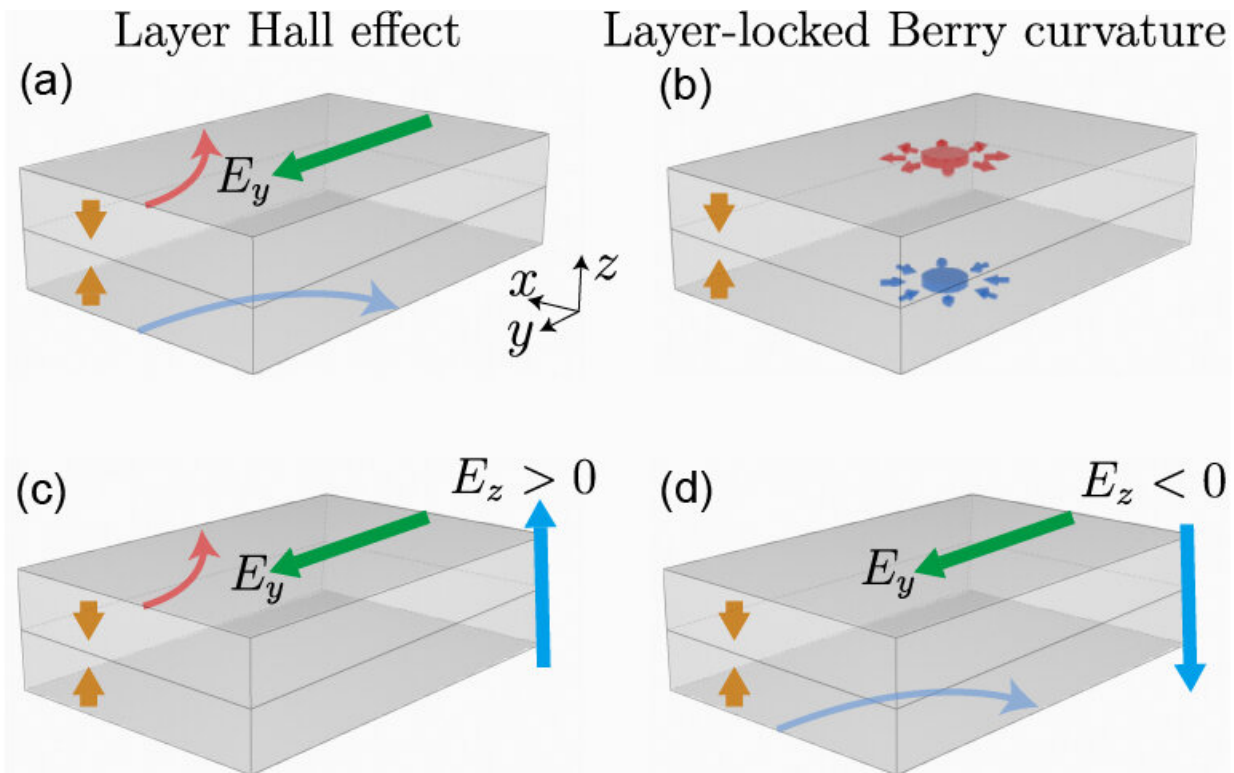 Layer Hall effect
Layer-locked Berry curvature
(a)
E_y
x
y
z
(b)
(c)
E_z > 0
E_y
(d)
E_z < 0
E_y